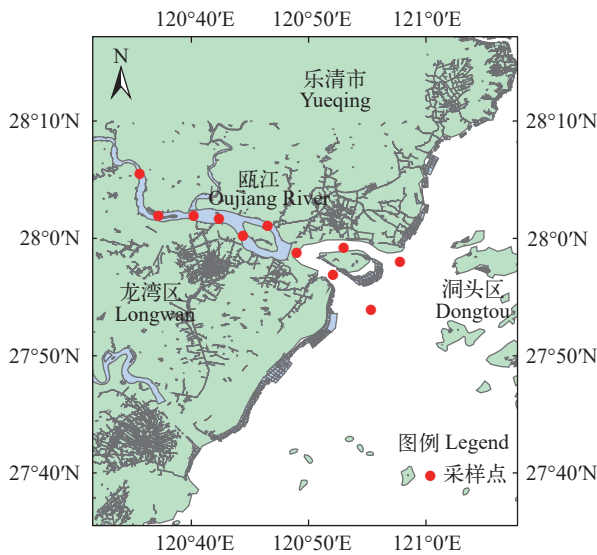 120°40′E 120°50′E 121°0′E
N
乐清市
Yueqing
28°10′N 28°10′N
瓯江
Oujiang River
28°0′N 28°0′N
龙湾区
Longwan
洞头区
Dongtou
27°50′N 27°50′N
图例 Legend
采样点
27°40′N 27°40′N
120°40′E 120°50′E 121°0′E